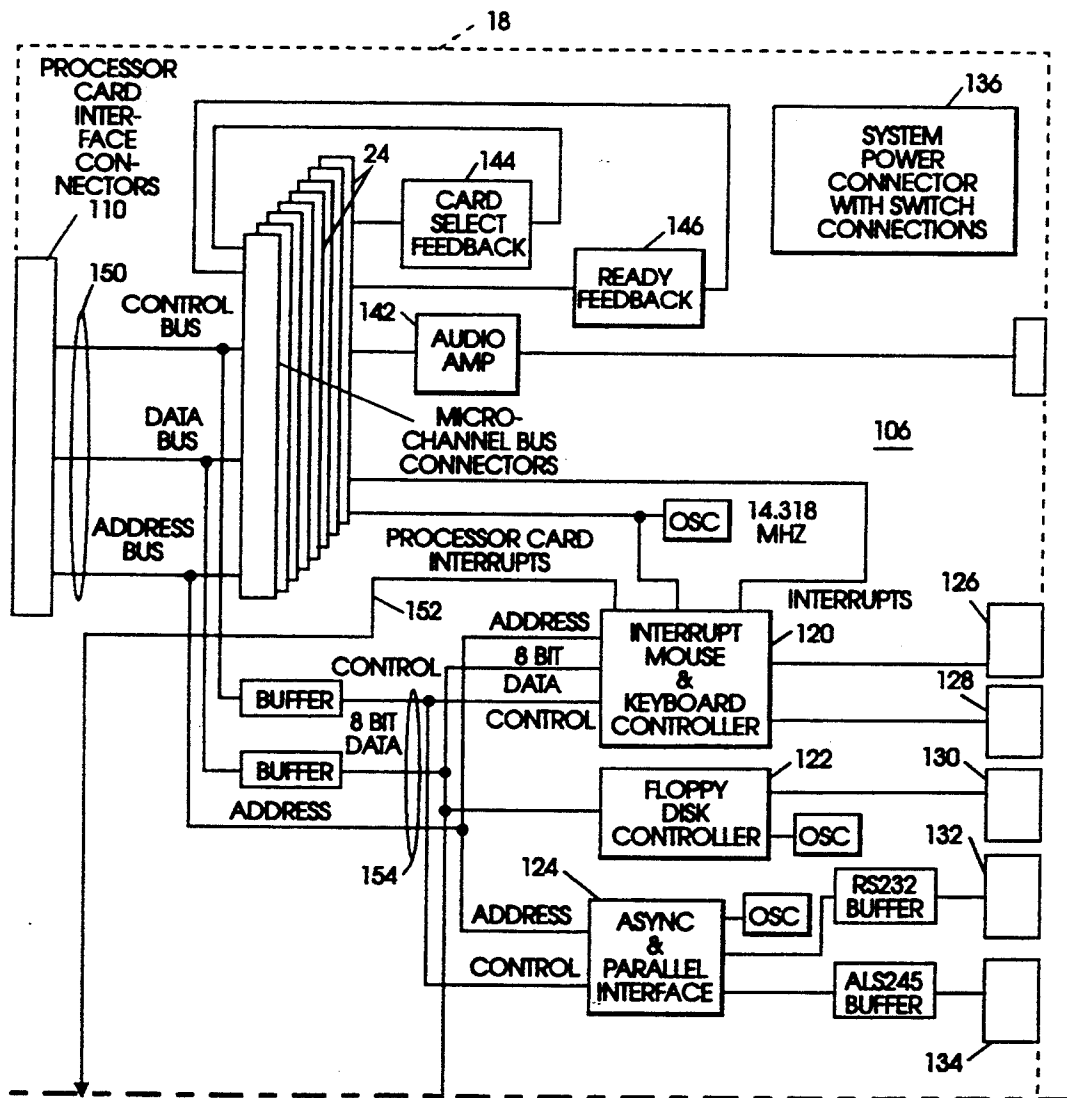 18
PROCESSOR
CARD
INTER-
FACE
CON-
NECTORS
110
150
CONTROL
BUS
DATA
BUS
ADDRESS
BUS
24
144
CARD
SELECT
FEEDBACK
136
SYSTEM
POWER
CONNECTOR
WITH SWITCH
CONNECTIONS
146
READY
FEEDBACK
142
AUDIO
AMP
MICRO-
CHANNEL BUS
CONNECTORS
106
OSC
14.318
MHZ
PROCESSOR CARD
INTERRUPTS
152
INTERRUPTS
ADDRESS
8 BIT
DATA
CONTROL
INTERRUPT
MOUSE
&
KEYBOARD
CONTROLLER
120
126
128
CONTROL
BUFFER
8 BIT
DATA
BUFFER
ADDRESS
154
FLOPPY
DISK
CONTROLLER
122
OSC
130
132
124
ADDRESS
CONTROL
ASYNC
&
PARALLEL
INTERFACE
OSC
RS232
BUFFER
ALS245
BUFFER
134